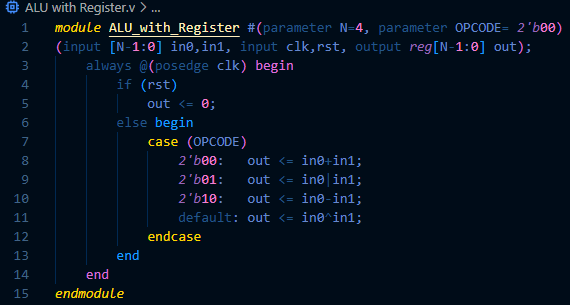 ALU with Register.v > ...
1 module ALU_with_Register #(parameter N=4, parameter OPCODE= 2'b00)
2 (input [N-1:0] in0,in1, input clk,rst, output reg[N-1:0] out);
3 always @(posedge clk) begin
4 if (rst)
5 out <= 0;
6 else begin
7 case (OPCODE)
8 2'b00: out <= in0+in1;
9 2'b01: out <= in0|in1;
10 2'b10: out <= in0-in1;
11 default: out <= in0^in1;
12 endcase
13 end
14 end
15 endmodule